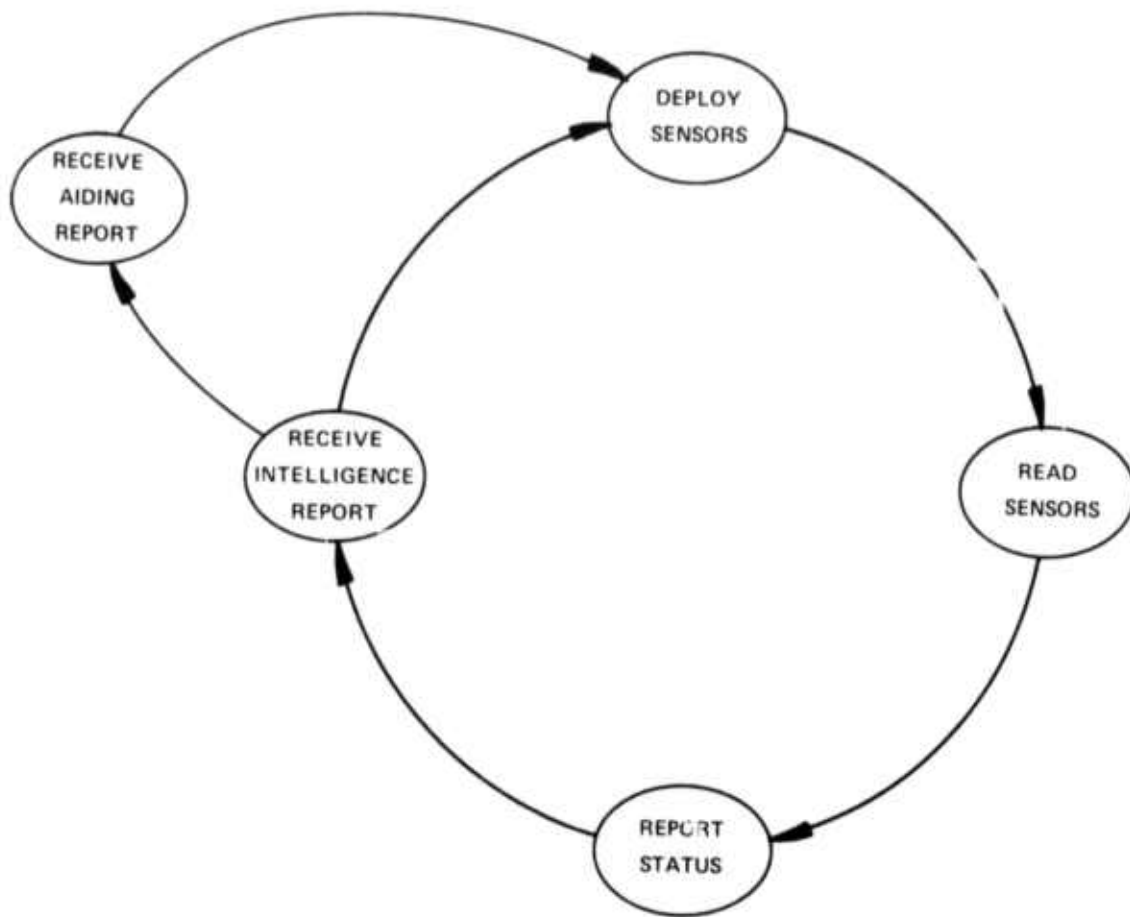 DEPLOY
SENSORS
RECEIVE
AIDING
REPORT
RECEIVE
INTELLIGENCE
REPORT
READ
SENSORS
REPORT
STATUS